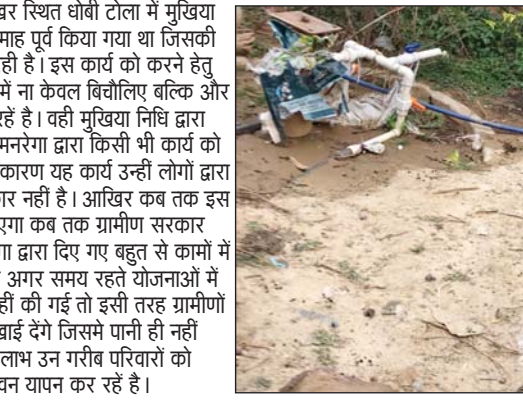 खर स्थित धोबी टोला में मुखिया
माह पूर्व किया गया था जिसकी
ही है। इस कार्य को करने हेतु
में ना केवल बिचौलिए बल्कि और
रहें है। वही मुखिया निधि द्वारा
मनरेगा द्वारा किसी भी कार्य को
कारण यह कार्य उन्हीं लोगों द्वारा
ार नहीं है। आखिर कब तक इस
एगा कब तक ग्रामीण सरकार
गा द्वारा दिए गए बहुत से कामों में
अगर समय रहते योजनाओं में
हीं की गई तो इसी तरह ग्रामीणों
खाई देंगे जिसमे पानी ही नहीं
लाभ उन गरीब परिवारों को
वन यापन कर रहें है।